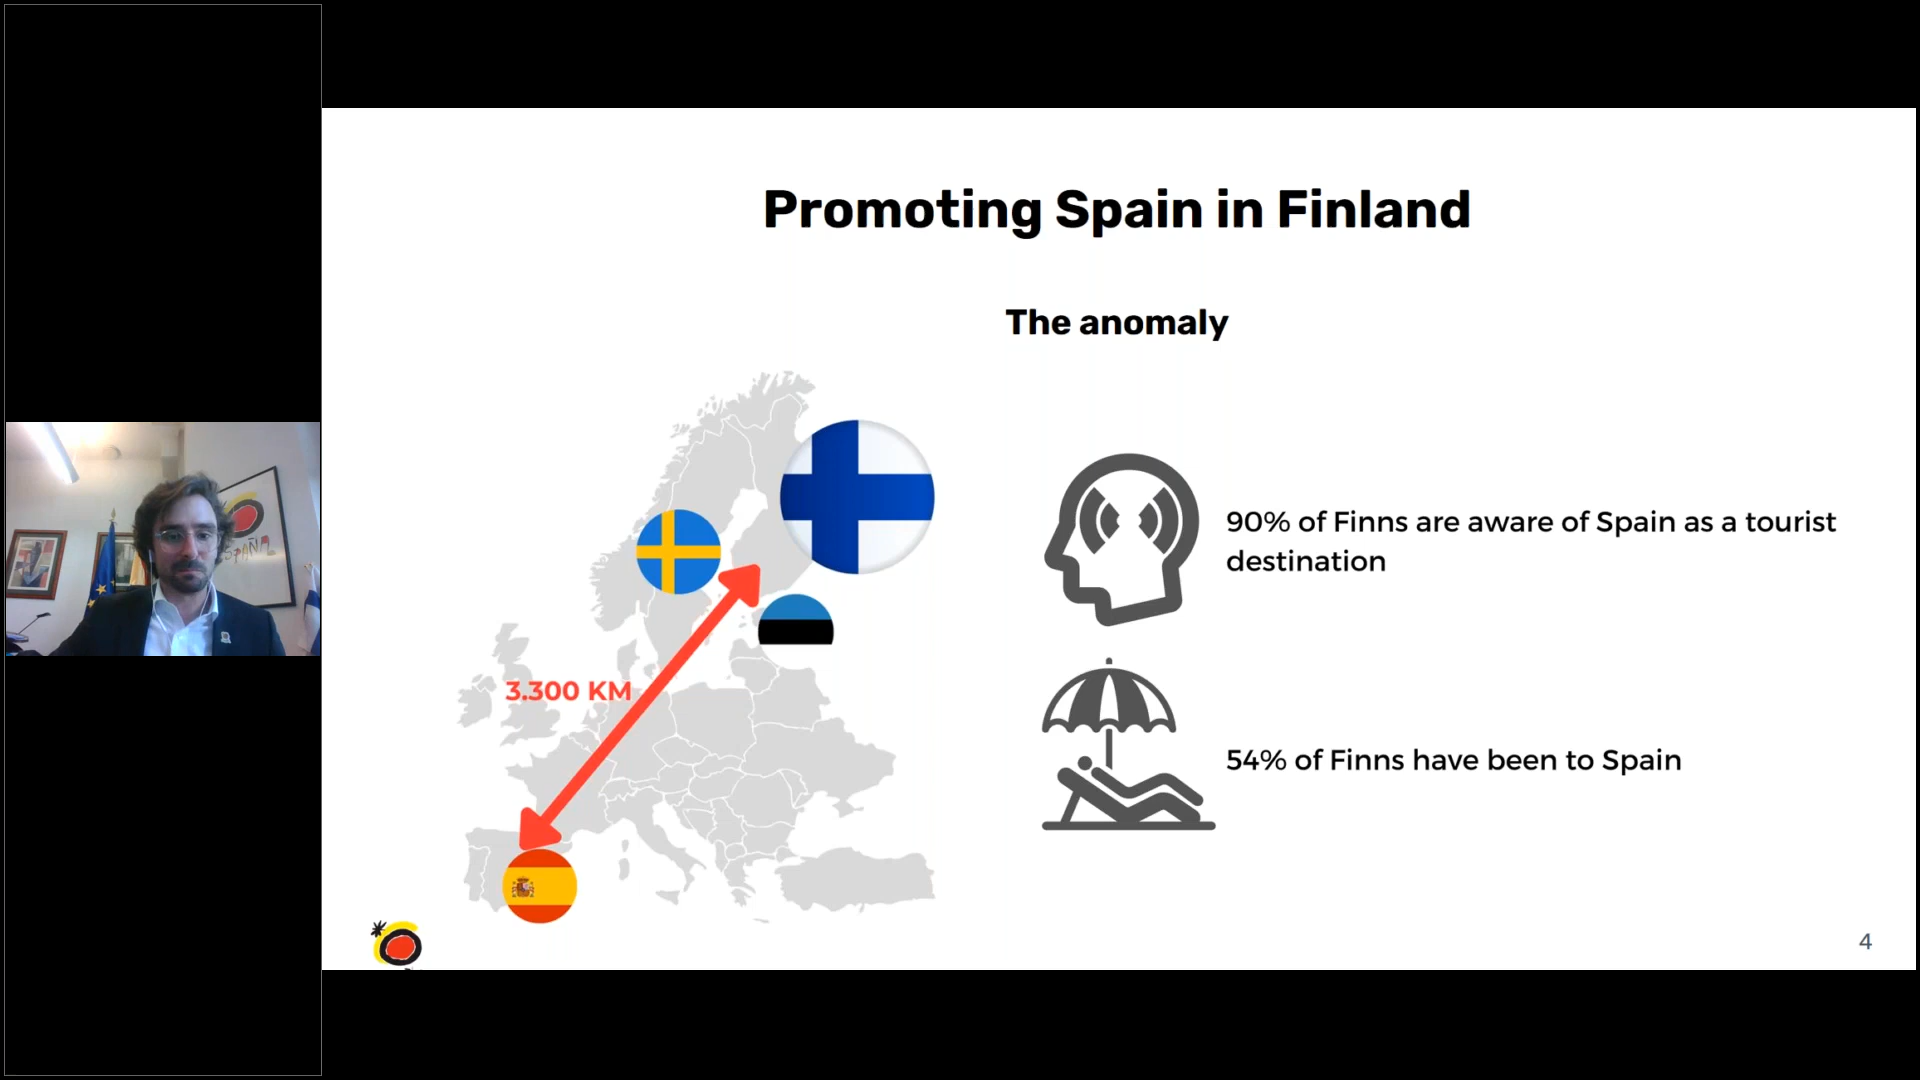 Promoting Spain in Finland
The anomaly
90% of Finns are aware of Spain as a tourist
destination
3.300 KM
54% of Finns have been to Spain
ESPAÑA
4